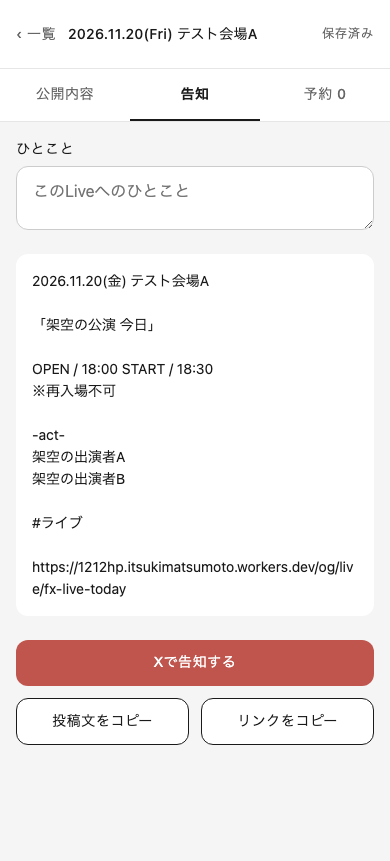 ‹ 一覧 2026.11.20(Fri) テスト会場A 保存済み
公開内容 告知 予約 0
ひとこと
このLiveへのひとこと
2026.11.20(金) テスト会場A
「架空の公演 今日」
OPEN / 18:00 START / 18:30
※再入場不可
-act-
架空の出演者A
架空の出演者B
#ライブ
https://1212hp.itsukimatsumoto.workers.dev/og/liv
e/fx-live-today
Xで告知する
投稿文をコピー リンクをコピー